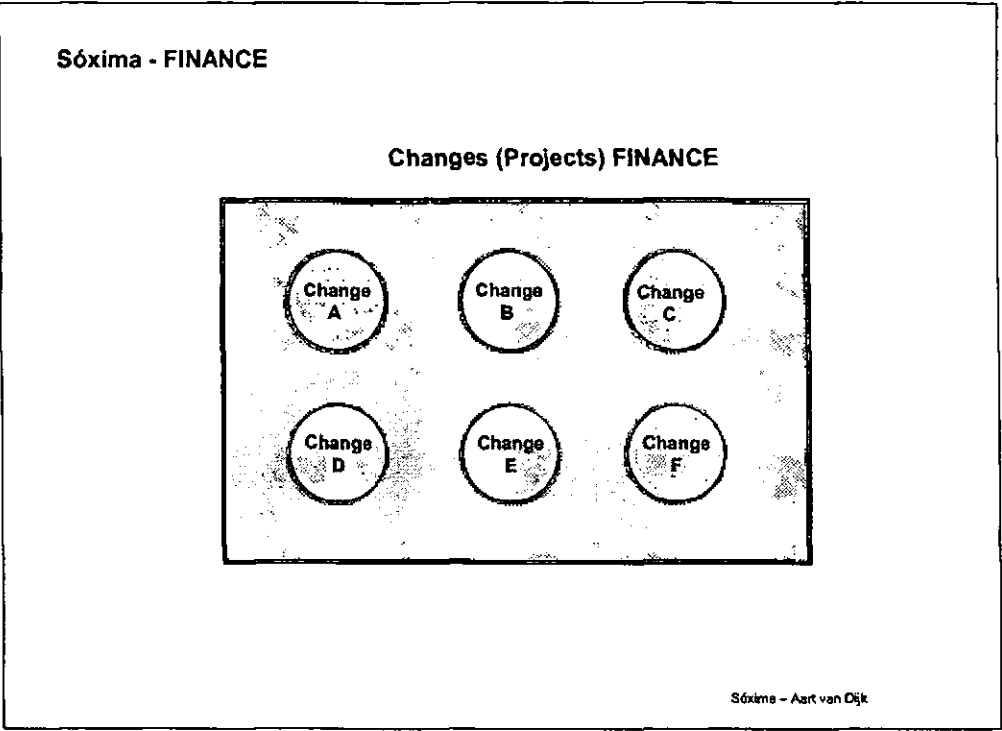 Sóxima - FINANCE
Changes (Projects) FINANCE
Change
A
Change
B
Change
C
Change
D
Change
E
Change
F
Sóxima – Aart van Dijk